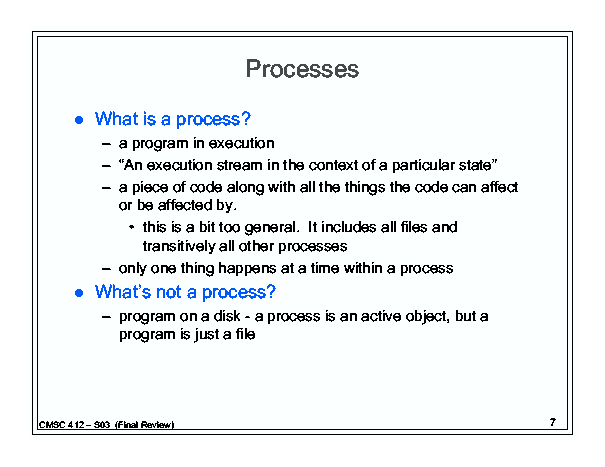 Processes
● What is a process?
– a program in execution
– “An execution stream in the context of a particular state”
– a piece of code along with all the things the code can affect
or be affected by.
• this is a bit too general. It includes all files and
transitively all other processes
– only one thing happens at a time within a process
● What’s not a process?
– program on a disk - a process is an active object, but a
program is just a file
CMSC 412 – S03 (Final Review)
7